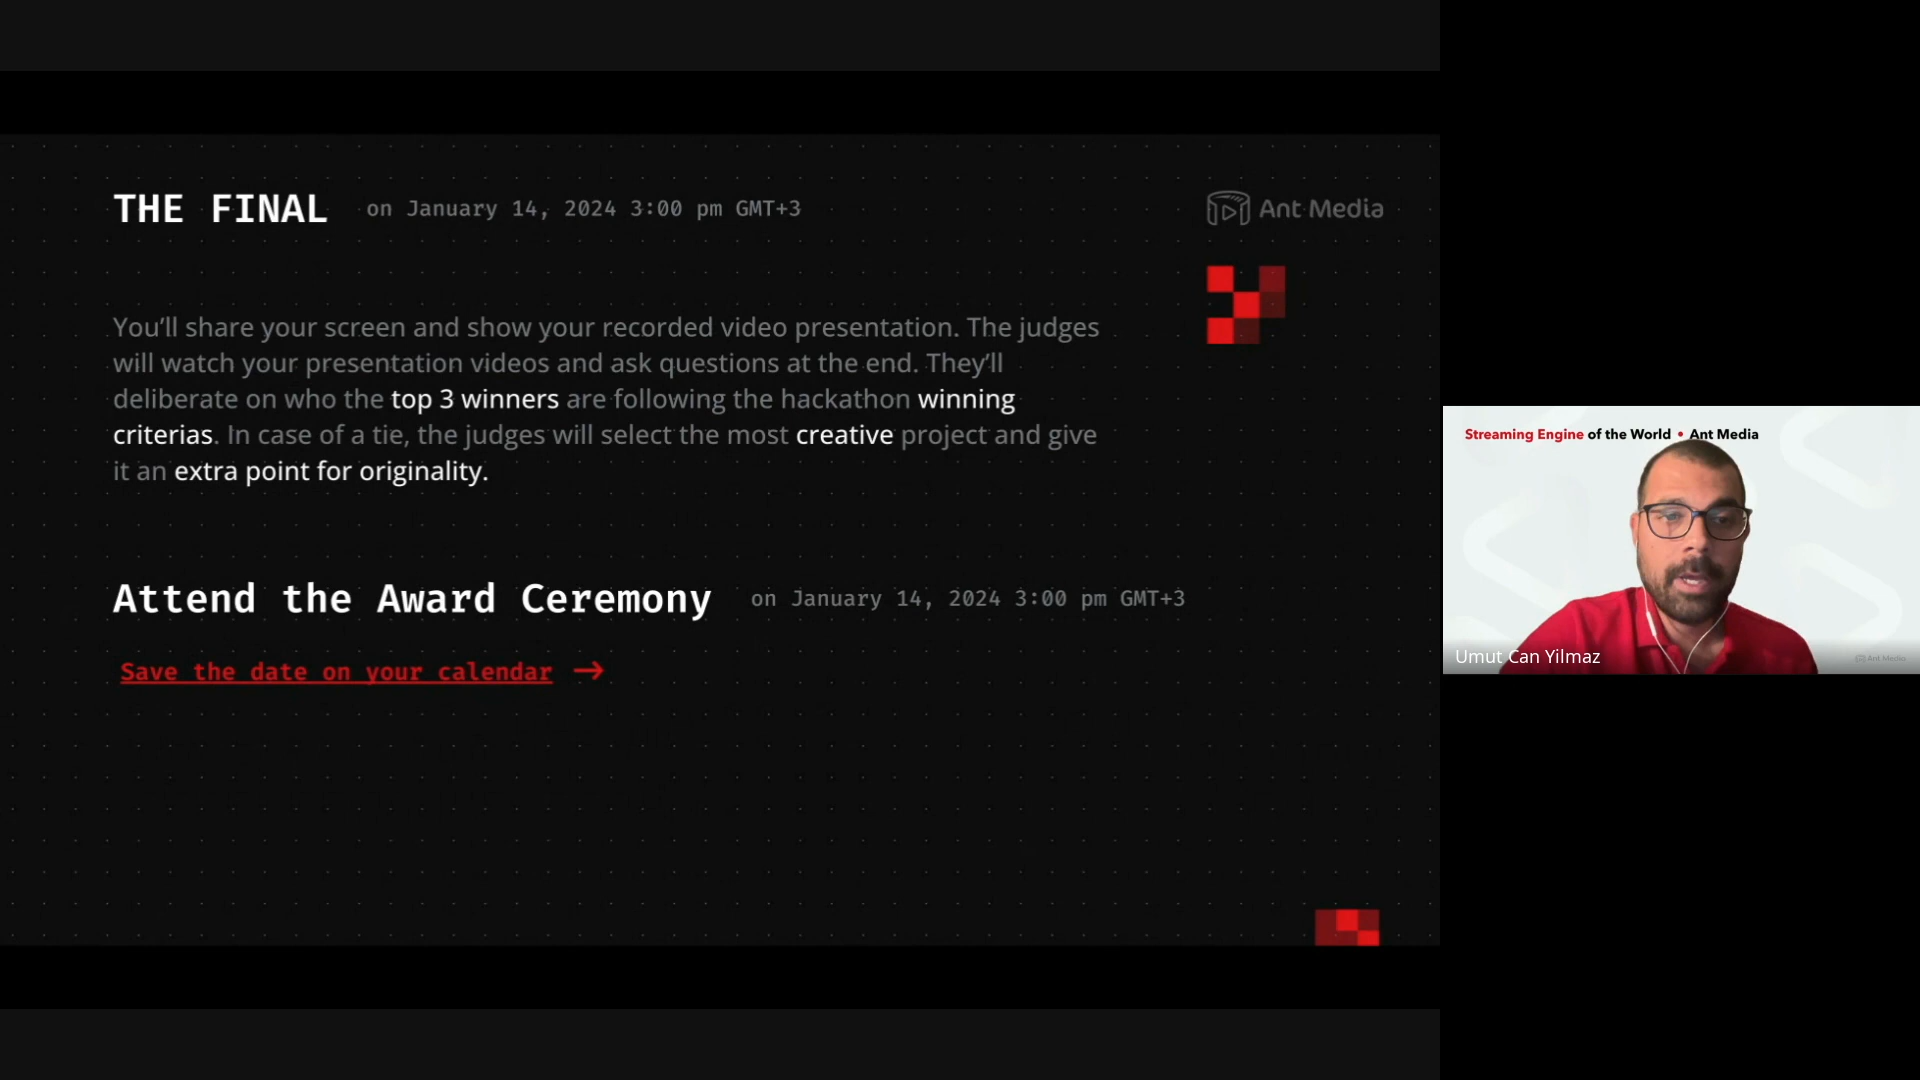 THE FINAL on January 14, 2024 3:00 pm GMT+3
Ant Media
You’ll share your screen and show your recorded video presentation. The judges
will watch your presentation videos and ask questions at the end. They’ll
deliberate on who the top 3 winners are following the hackathon winning
criterias. In case of a tie, the judges will select the most creative project and give
it an extra point for originality.
Attend the Award Ceremony on January 14, 2024 3:00 pm GMT+3
Save the date on your calendar →
Streaming Engine of the World • Ant Media
Umut Can Yilmaz
Ant Media